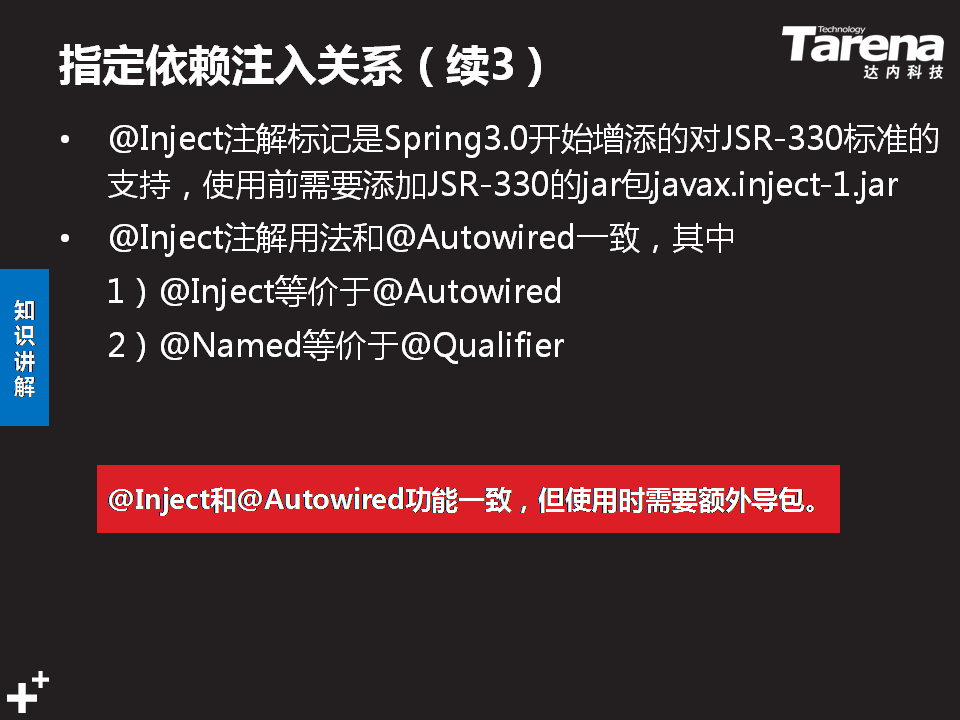 指定依赖注入关系（续3）
Technology
Tarena
达内科技
• @Inject注解标记是Spring3.0开始增添的对JSR-330标准的
支持，使用前需要添加JSR-330的jar包javax.inject-1.jar
• @Inject注解用法和@Autowired一致，其中
1）@Inject等价于@Autowired
2）@Named等价于@Qualifier
知
识
讲
解
@Inject和@Autowired功能一致，但使用时需要额外导包。